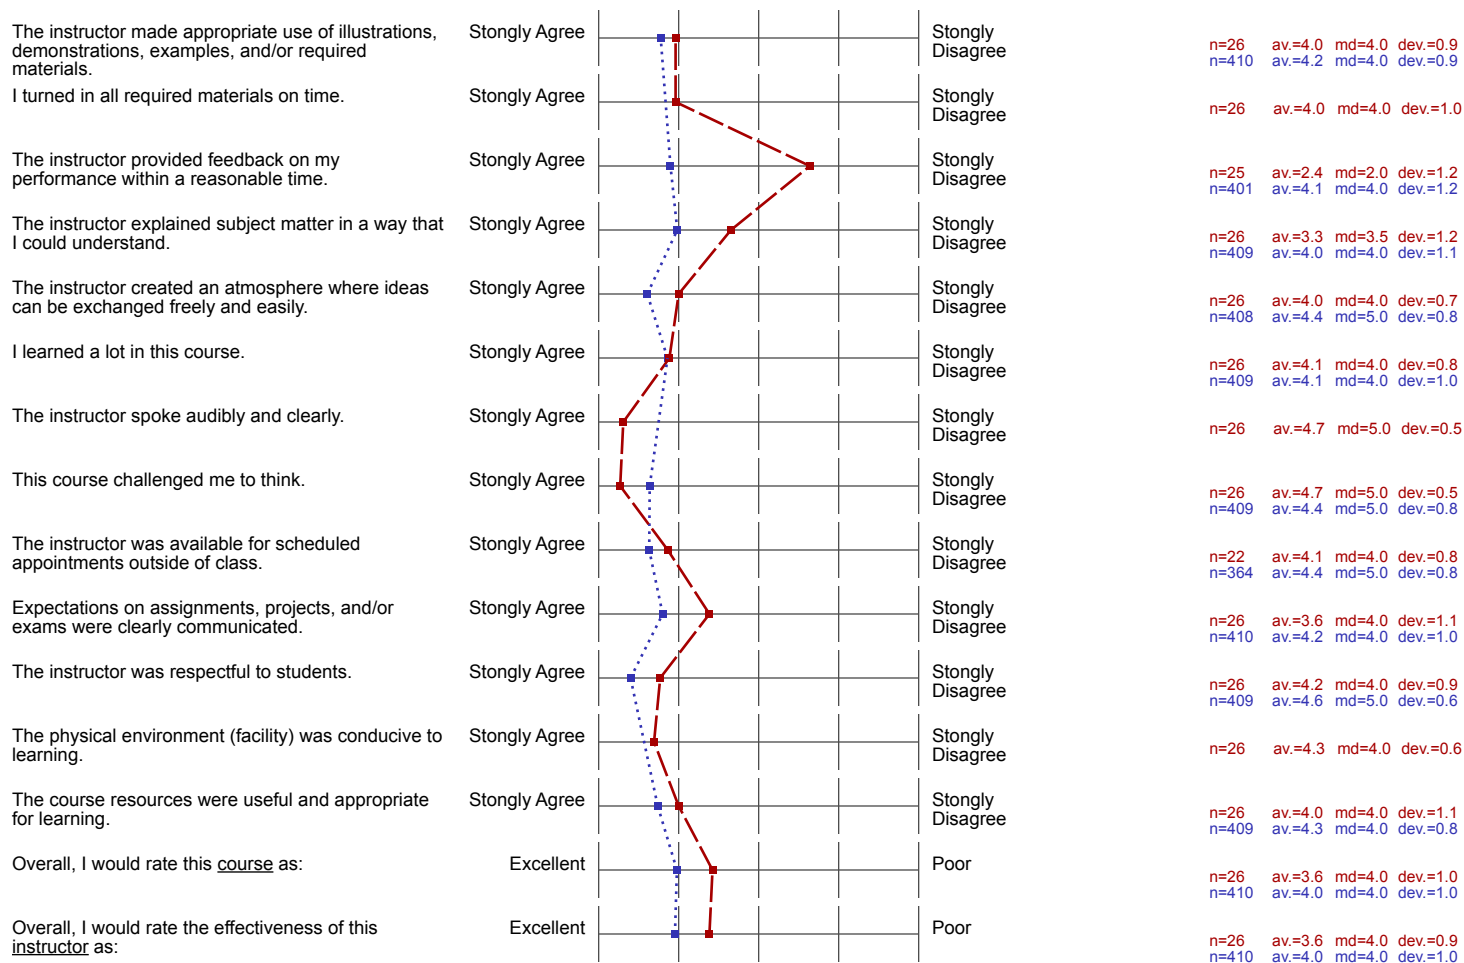 The instructor made appropriate use of illustrations,
demonstrations, examples, and/or required
materials.
Stongly Agree
Stongly
Disagree
n=26 av.=4.0 md=4.0 dev.=0.9
n=410 av.=4.2 md=4.0 dev.=0.9
I turned in all required materials on time.
Stongly Agree
Stongly
Disagree
n=26 av.=4.0 md=4.0 dev.=1.0
The instructor provided feedback on my
performance within a reasonable time.
Stongly Agree
Stongly
Disagree
n=25 av.=2.4 md=2.0 dev.=1.2
n=401 av.=4.1 md=4.0 dev.=1.2
The instructor explained subject matter in a way that
I could understand.
Stongly Agree
Stongly
Disagree
n=26 av.=3.3 md=3.5 dev.=1.2
n=409 av.=4.0 md=4.0 dev.=1.1
The instructor created an atmosphere where ideas
can be exchanged freely and easily.
Stongly Agree
Stongly
Disagree
n=26 av.=4.0 md=4.0 dev.=0.7
n=408 av.=4.4 md=5.0 dev.=0.8
I learned a lot in this course.
Stongly Agree
Stongly
Disagree
n=26 av.=4.1 md=4.0 dev.=0.8
n=409 av.=4.1 md=4.0 dev.=1.0
The instructor spoke audibly and clearly.
Stongly Agree
Stongly
Disagree
n=26 av.=4.7 md=5.0 dev.=0.5
This course challenged me to think.
Stongly Agree
Stongly
Disagree
n=26 av.=4.7 md=5.0 dev.=0.5
n=409 av.=4.4 md=5.0 dev.=0.8
The instructor was available for scheduled
appointments outside of class.
Stongly Agree
Stongly
Disagree
n=22 av.=4.1 md=4.0 dev.=0.8
n=364 av.=4.4 md=5.0 dev.=0.8
Expectations on assignments, projects, and/or
exams were clearly communicated.
Stongly Agree
Stongly
Disagree
n=26 av.=3.6 md=4.0 dev.=1.1
n=410 av.=4.2 md=4.0 dev.=1.0
The instructor was respectful to students.
Stongly Agree
Stongly
Disagree
n=26 av.=4.2 md=4.0 dev.=0.9
n=409 av.=4.6 md=5.0 dev.=0.6
The physical environment (facility) was conducive to
learning.
Stongly Agree
Stongly
Disagree
n=26 av.=4.3 md=4.0 dev.=0.6
The course resources were useful and appropriate
for learning.
Stongly Agree
Stongly
Disagree
n=26 av.=4.0 md=4.0 dev.=1.1
n=409 av.=4.3 md=4.0 dev.=0.8
Overall, I would rate this course as:
Excellent
Poor
n=26 av.=3.6 md=4.0 dev.=1.0
n=410 av.=4.0 md=4.0 dev.=1.0
Overall, I would rate the effectiveness of this
instructor as:
Excellent
Poor
n=26 av.=3.6 md=4.0 dev.=0.9
n=410 av.=4.0 md=4.0 dev.=1.0